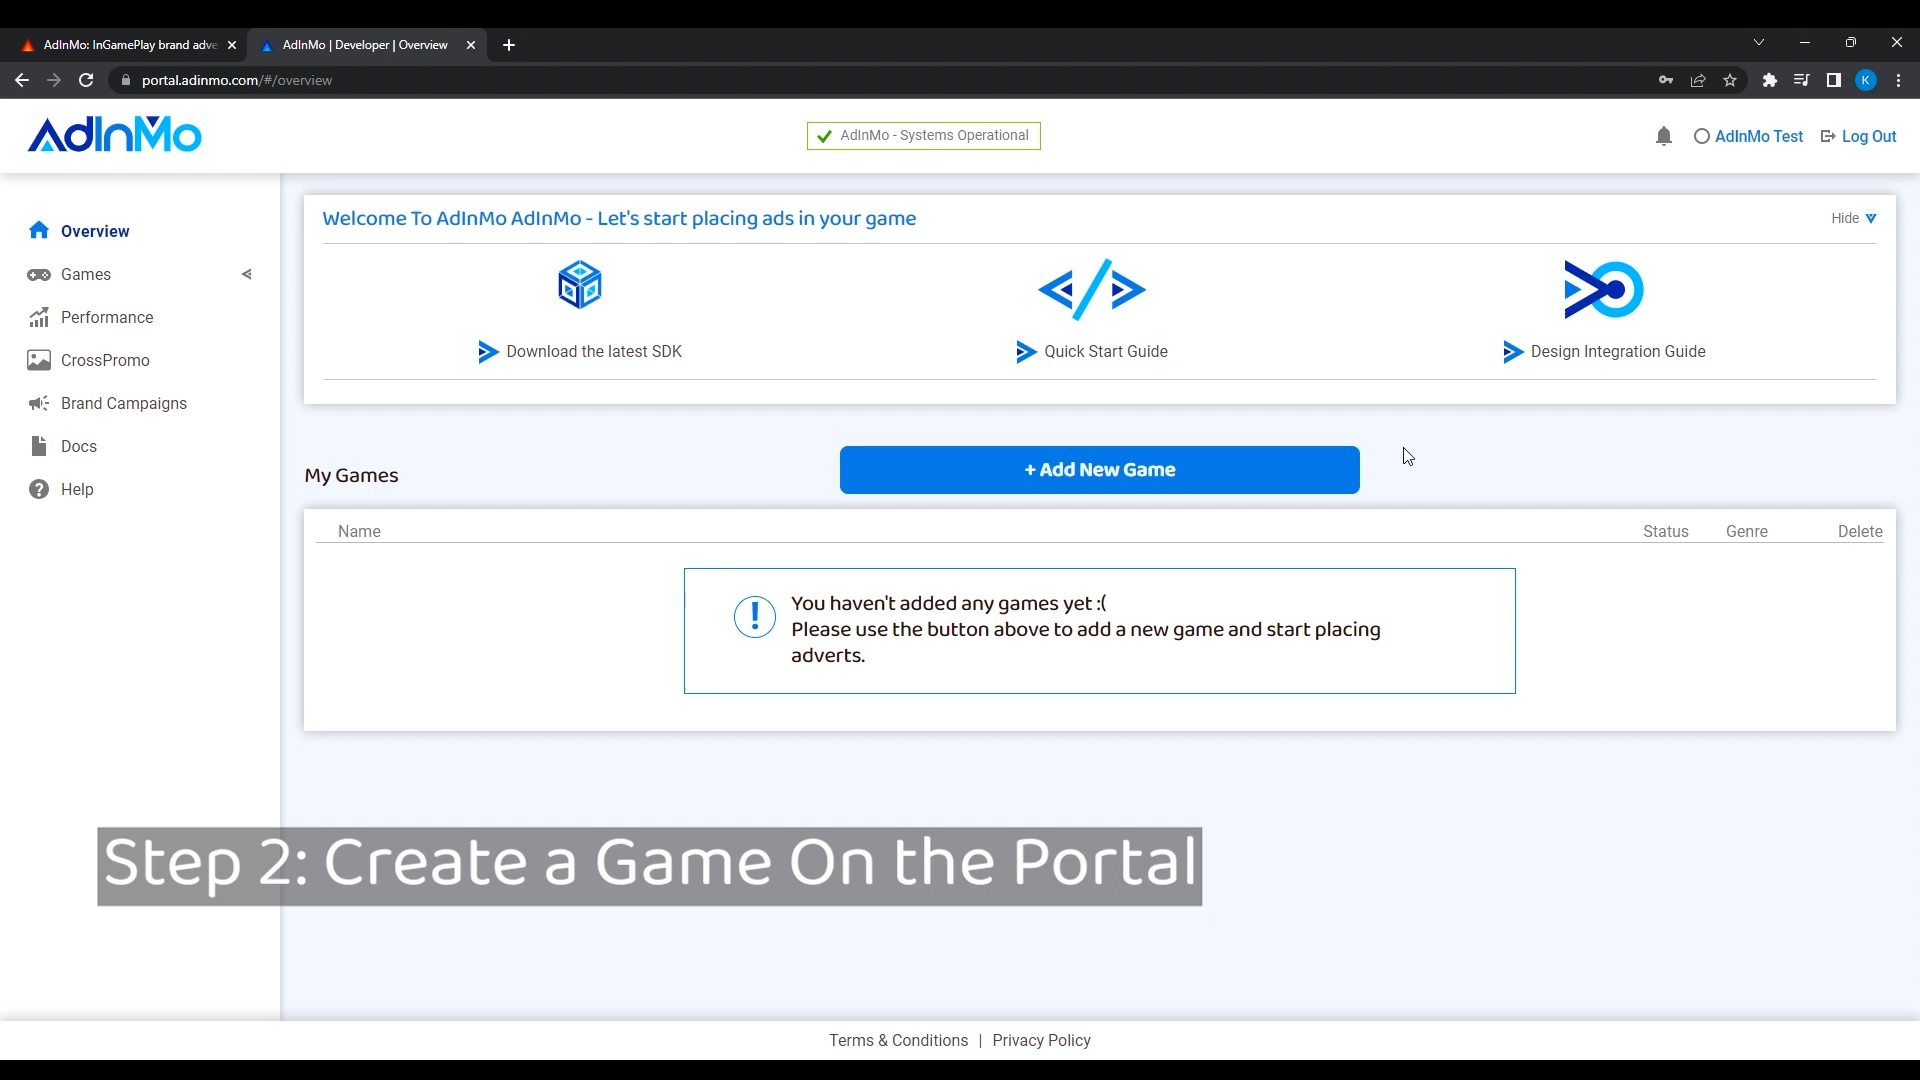 AdInMo: InGamePlay brand adve
AdInMo | Developer | Overview
portal.adinmo.com/#/overview
K
AdInMo
AdInMo - Systems Operational
AdInMo Test
Log Out
Overview
Games
Performance
CrossPromo
Brand Campaigns
Docs
Help
Welcome To AdInMo AdInMo - Let's start placing ads in your game
Hide
Download the latest SDK
Quick Start Guide
Design Integration Guide
My Games
+ Add New Game
Name Status Genre Delete
You haven't added any games yet :(
Please use the button above to add a new game and start placing
adverts.
Step 2: Create a Game On the Portal
Terms & Conditions | Privacy Policy